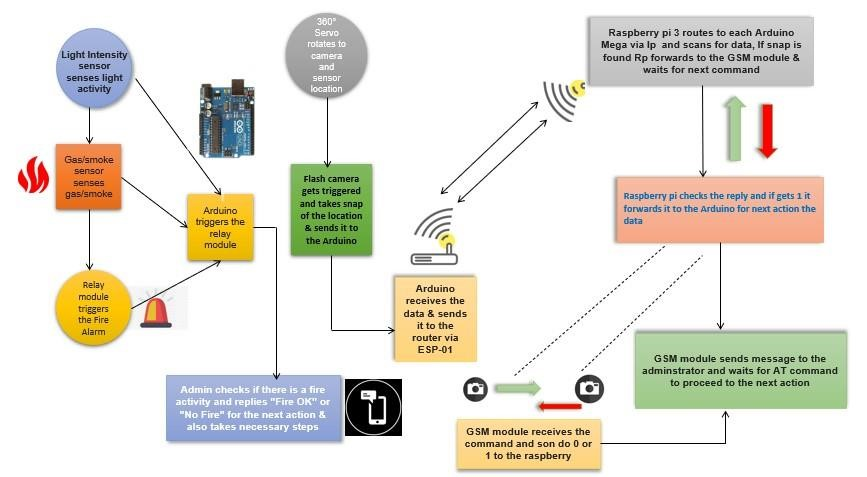 Light Intensity
sensor
senses light
activity
360°
Servo
rotates to
camera
and
sensor
location
Raspberry pi 3 routes to each Arduino
Mega via Ip and scans for data, If snap is
found Rp forwards to the GSM module &
waits for next command
Gas/smoke
sensor
senses
gas/smoke
Arduino
triggers the
relay
module
Flash camera
gets triggered
and takes snap
of the location
& sends it to
the Arduino
Raspberry pi checks the reply and if gets 1 it
forwards it to the Arduino for next action the
data
Relay
module
triggers
the Fire
Alarm
Arduino
receives the
data & sends
it to the
router via
ESP-01
GSM module sends message to the
adminstrator and waits for AT command
to proceed to the next action
Admin checks if there is a fire
activity and replies "Fire OK" or
"No Fire" for the next action &
also takes necessary steps
GSM module receives the
command and son do 0 or
1 to the raspberry